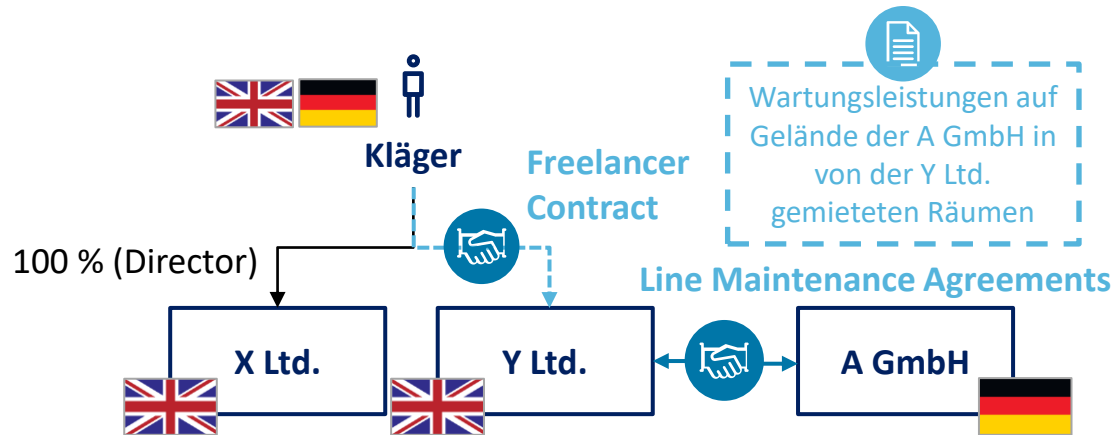 Wartungsleistungen auf
Gelände der A GmbH in
von der Y Ltd.
gemieteten Räumen
Kläger
Freelancer
Contract
100 % (Director)
Line Maintenance Agreements
X Ltd.
Y Ltd.
A GmbH